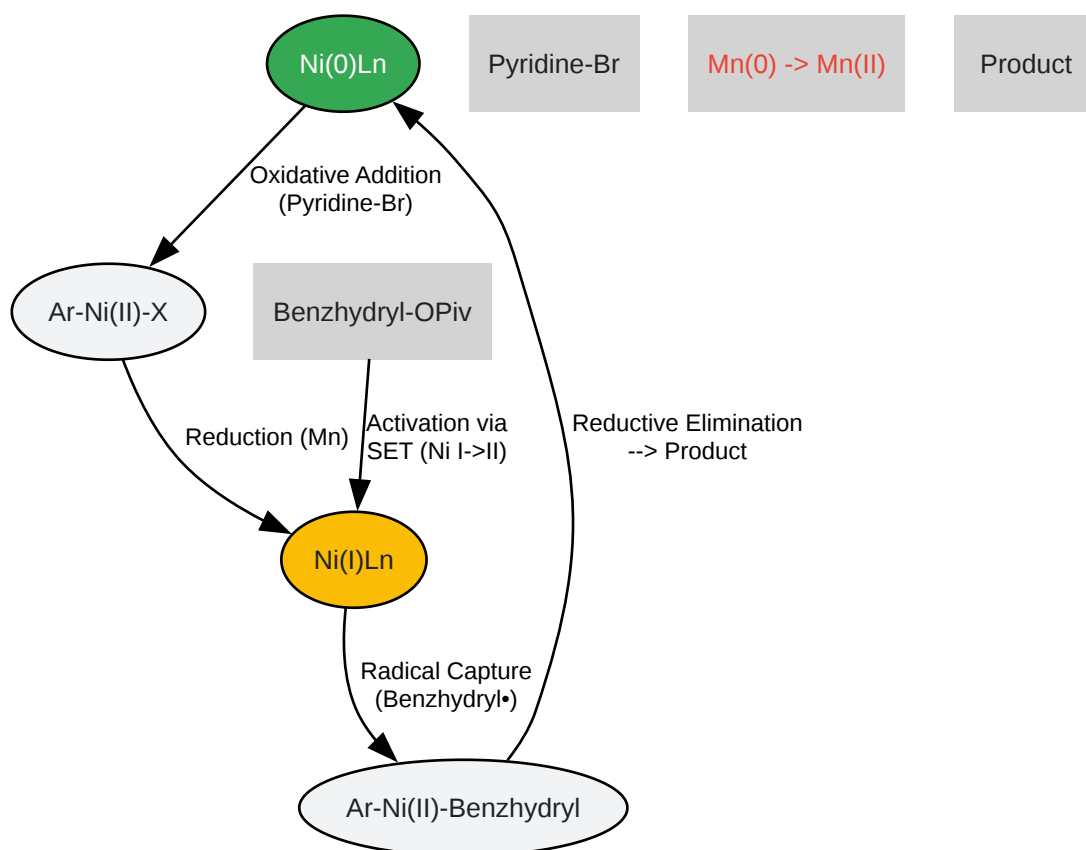 Ni(0)Ln
Pyridine-Br
Mn(0) -> Mn(II)
Product
Oxidative Addition
(Pyridine-Br)
Ar-Ni(II)-X
Benzhydryl-OPiv
Reduction (Mn)
Activation via
SET (Ni I->II)
Reductive Elimination
--> Product
Ni(I)Ln
Radical Capture
(Benzhydryl•)
Ar-Ni(II)-Benzhydryl